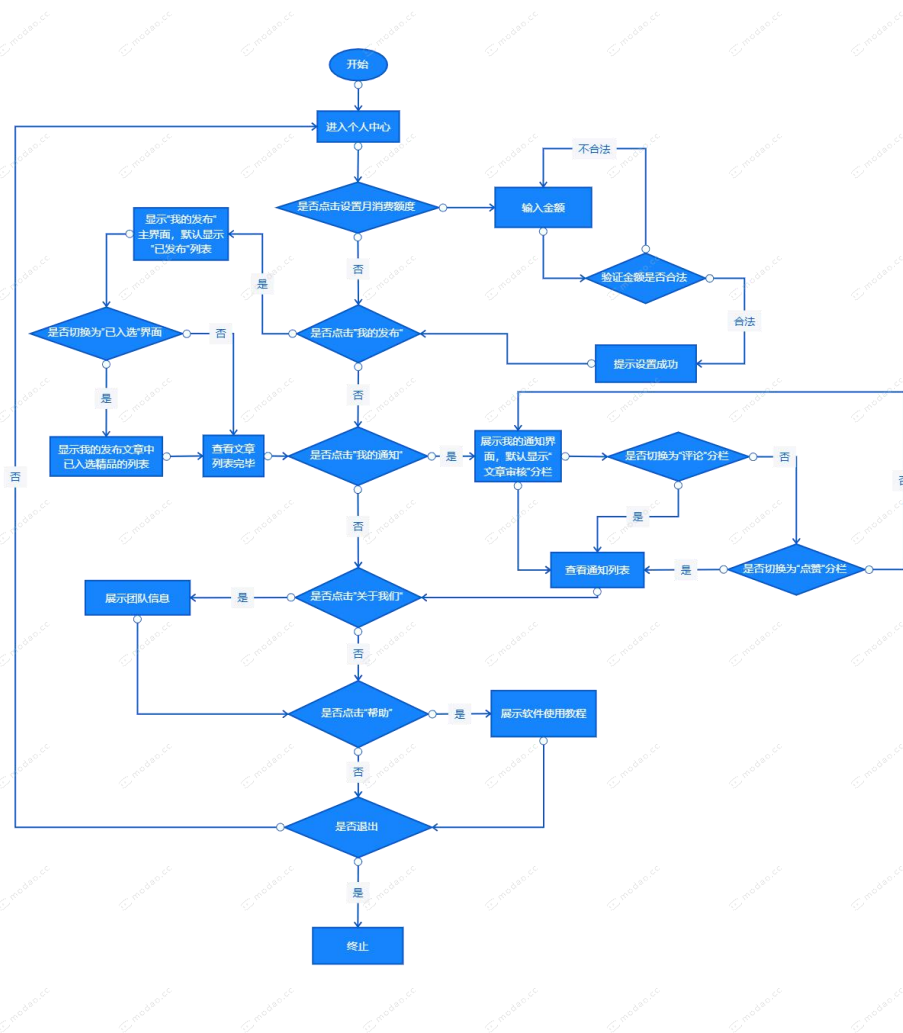 开始
进入个人中心
不合法
是否点击设置月消费额度
输入金额
显示“我的发布”
主界面，默认显示
“已发布”列表
否
是
验证金额是否合法
合法
是否切换为“已入选”界面
否
是否点击“我的发布”
提示设置成功
是
否
显示我的发布文章中
已入选精品的列表
查看文章
列表完毕
是否点击“我的通知”
是
展示我的通知界
面，默认显示“
文章审核”分栏
是否切换为“评论”分栏
否
否
否
是
否
查看通知列表
是
是否切换为“点赞”分栏
展示团队信息
是
是否点击“关于我们”
否
是否点击“帮助”
是
展示软件使用教程
否
是否退出
是
终止
modao.cc